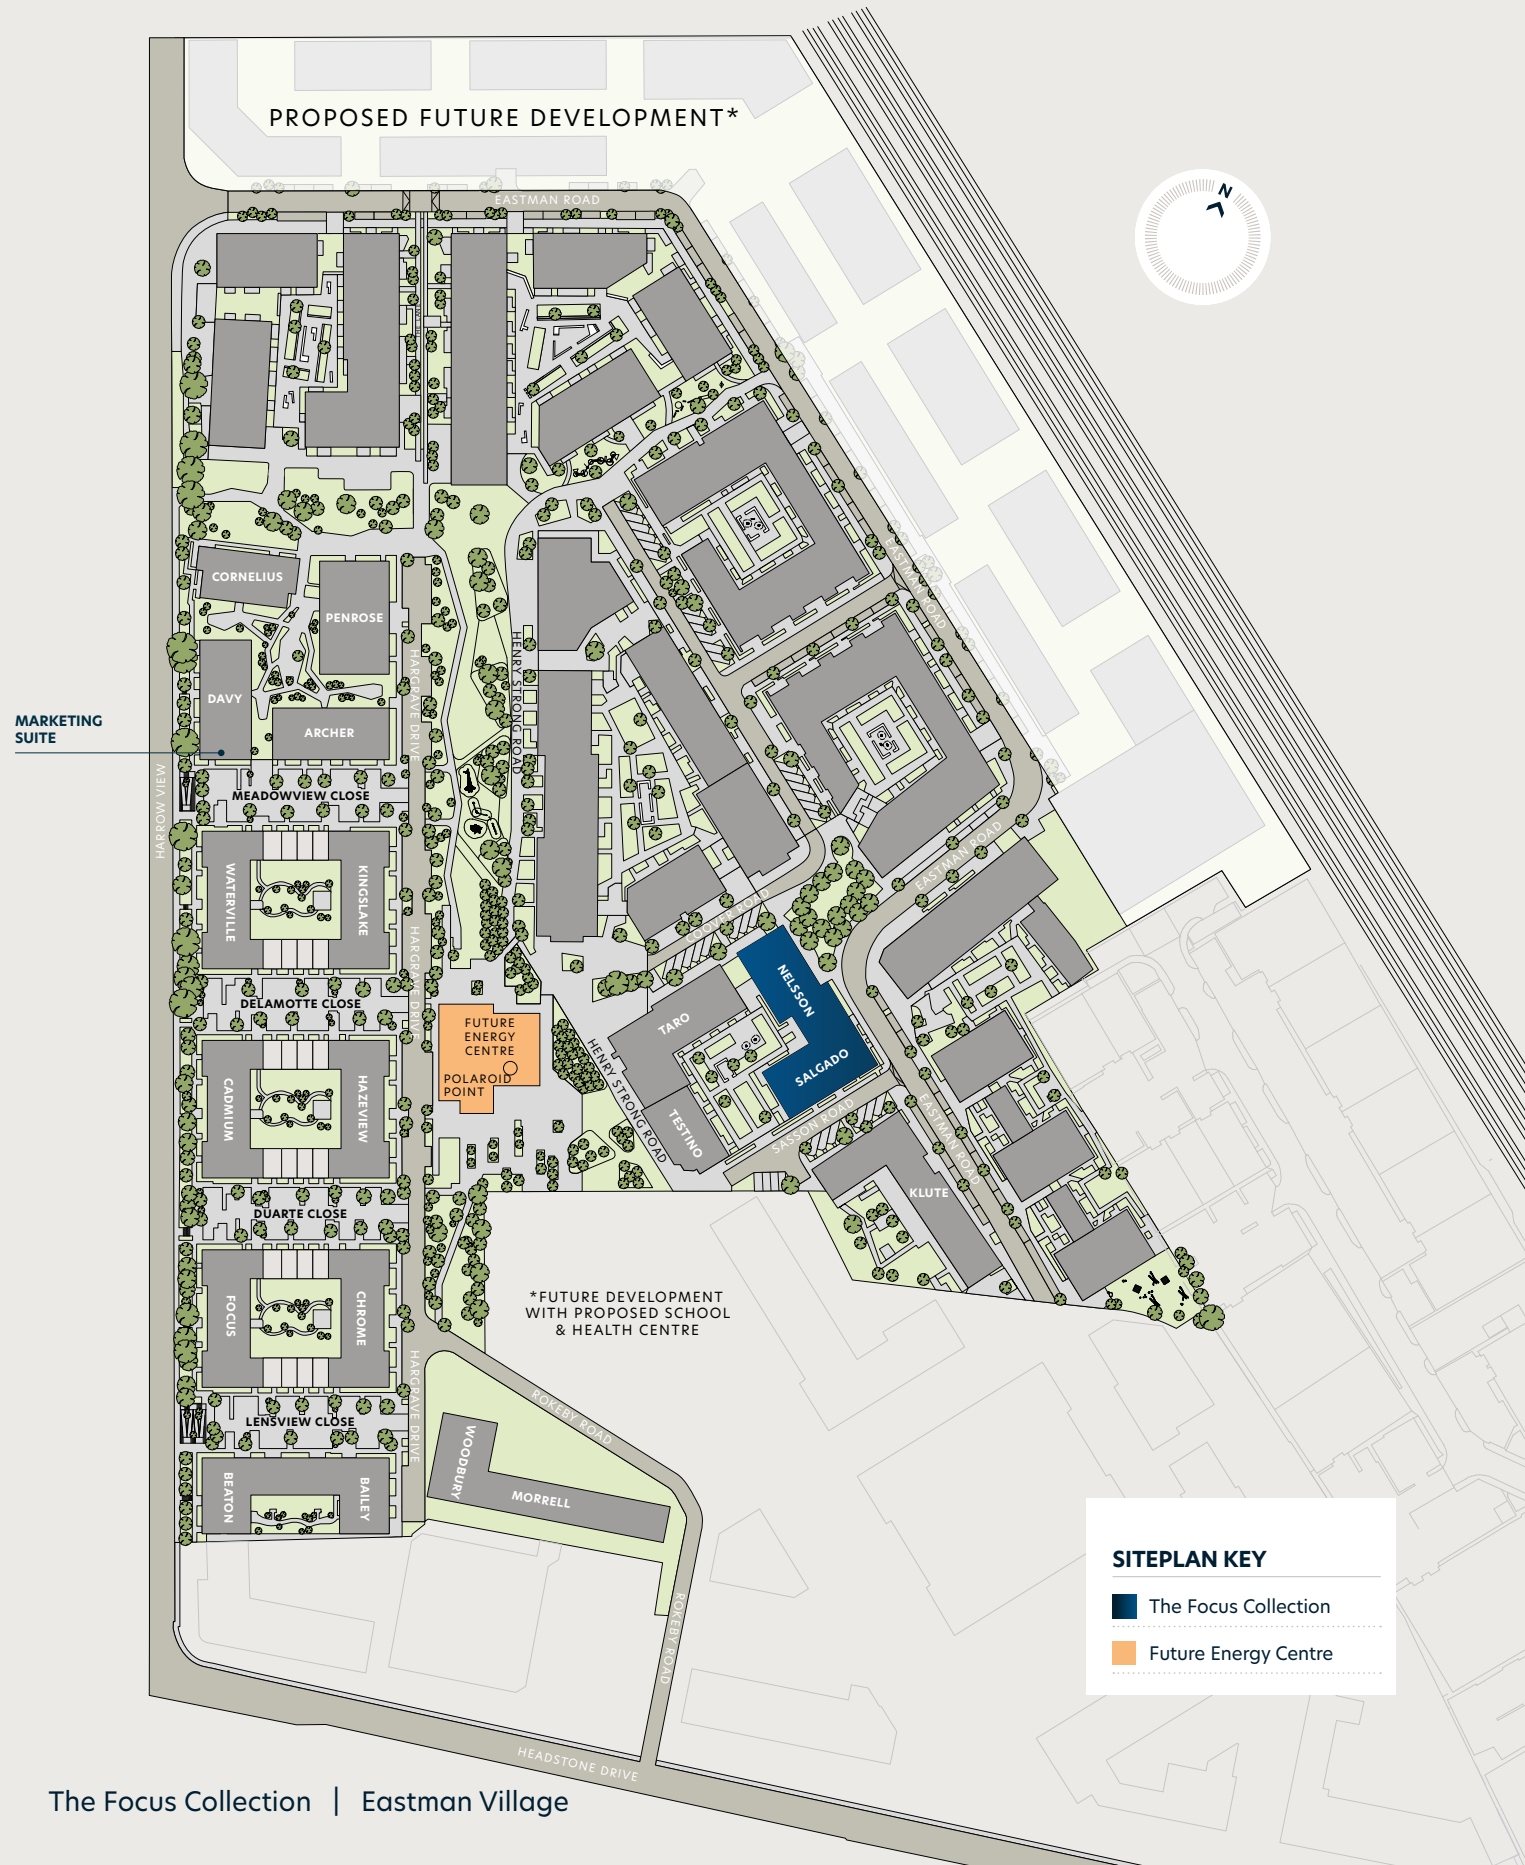 PROPOSED FUTURE DEVELOPMENT*
N
EASTMAN ROAD
CORNELIUS
PENROSE
DAVY
ARCHER
MARKETING
SUITE
HARROW VIEW
MEADOWVIEW CLOSE
HARGRAVE DRIVE
HENRY STRONG ROAD
EASTMAN ROAD
EASTMAN ROAD
COOVER ROAD
WATERVILLE
KINGSLAKE
HARGRAVE DRIVE
DELAMOTTE CLOSE
NELSSON
SALGADO
TARO
TESTINO
HENRY STRONG ROAD
SASSON ROAD
EASTMAN ROAD
KLUTE
FUTURE
ENERGY
CENTRE
POLAROID
POINT
CADMIUM
HAZEVIEW
DUARTE CLOSE
FOCUS
CHROME
*FUTURE DEVELOPMENT
WITH PROPOSED SCHOOL
& HEALTH CENTRE
HARGRAVE DRIVE
LENSVIEW CLOSE
ROKEBY ROAD
BEATON
BAILEY
WOODBURY
MORRELL
ROKEBY ROAD
HEADSTONE DRIVE
SITEPLAN KEY
The Focus Collection
Future Energy Centre
The Focus Collection | Eastman Village